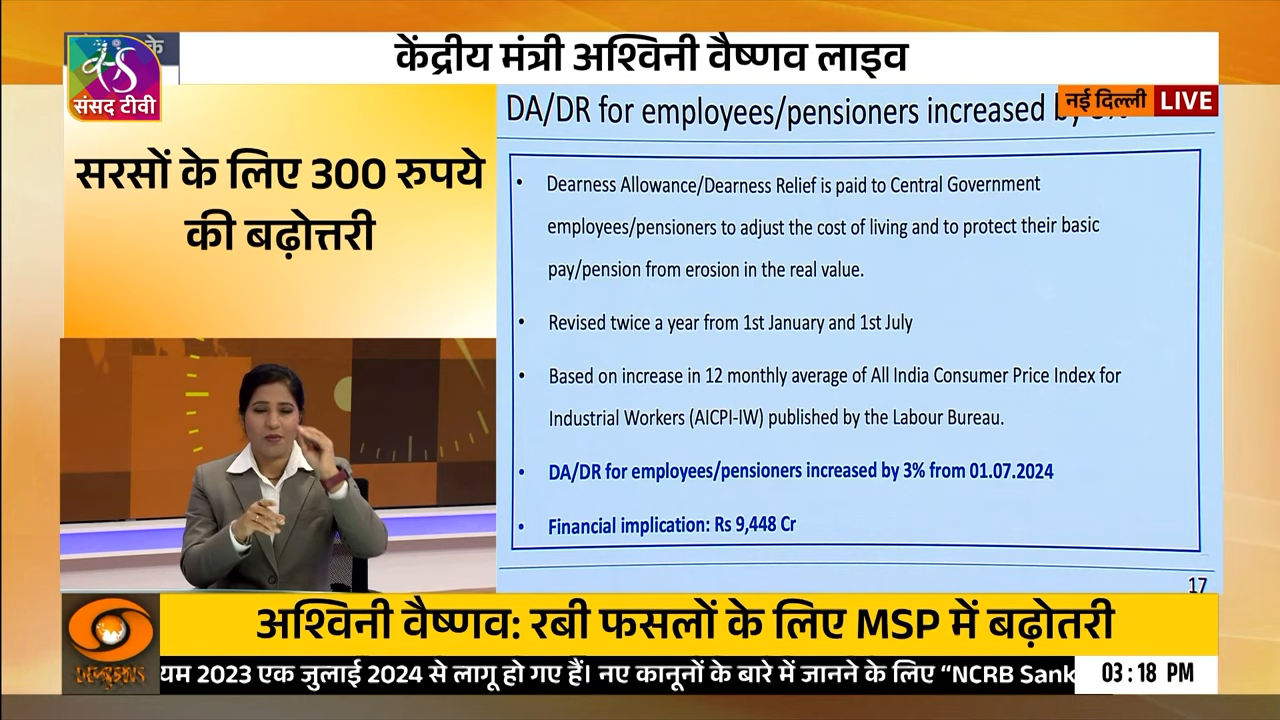 केंद्रीय मंत्री अश्विनी वैष्णव लाइव
के
संसद टीवी
नई दिल्ली LIVE
सरसों के लिए 300 रुपये
की बढ़ोत्तरी
DA/DR for employees/pensioners increased
• Dearness Allowance/Dearness Relief is paid to Central Government
employees/pensioners to adjust the cost of living and to protect their basic
pay/pension from erosion in the real value.
• Revised twice a year from 1st January and 1st July
• Based on increase in 12 monthly average of All India Consumer Price Index for
Industrial Workers (AICPI-IW) published by the Labour Bureau.
• DA/DR for employees/pensioners increased by 3% from 01.07.2024
• Financial implication: Rs 9,448 Cr
17
अश्विनी वैष्णव: रबी फसलों के लिए MSP में बढ़ोतरी
यम 2023 एक जुलाई 2024 से लागू हो गए हैं। नए कानूनों के बारे में जानने के लिए “NCRB Sank
03:18 PM